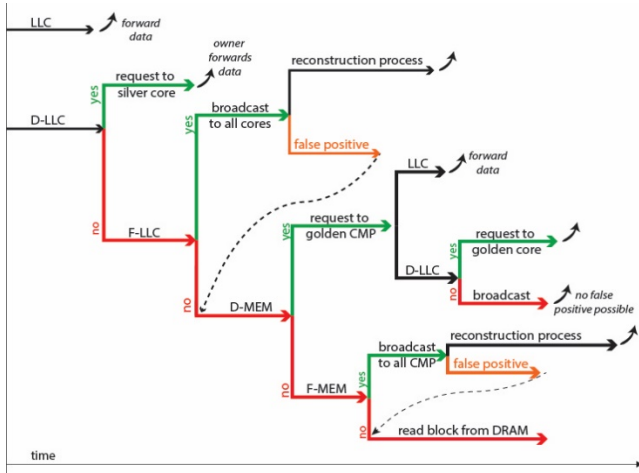 LLC
forward
data
owner
forwards
data
request to
silver core
yes
D-LLC
no
F-LLC
yes
broadcast
to all cores
reconstruction process
false positive
no
D-MEM
yes
request to
golden CMP
LLC
forward
data
D-LLC
yes
request to
golden core
no
broadcast
no false
positive possible
no
F-MEM
yes
broadcast
to all CMP
reconstruction process
false positive
no
read block from DRAM
time